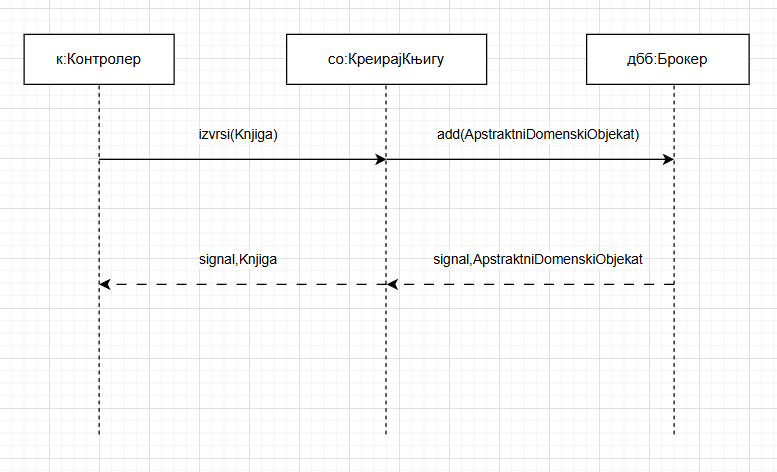 к:Контролер
со:КреирајКњигу
дбб:Брокер
izvrsi(Knjiga)
add(ApstraktniDomenskiObjekat)
signal,Knjiga
signal,ApstraktniDomenskiObjekat